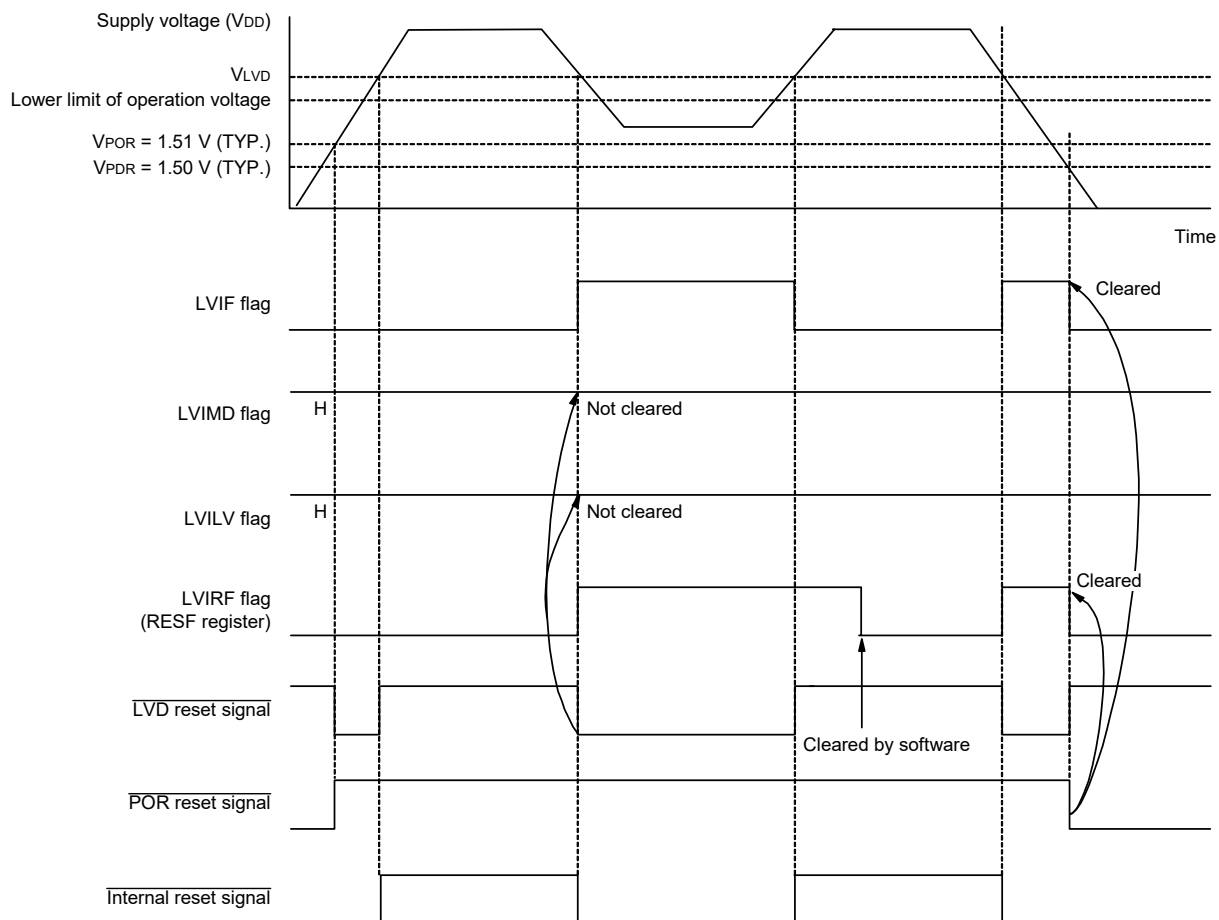 Supply voltage (VDD)
VLVD
Lower limit of operation voltage
VPOR = 1.51 V (TYP.)
VPDR = 1.50 V (TYP.)
Time
LVIF flag
Cleared
LVIMD flag
H
Not cleared
LVILV flag
H
Not cleared
LVIRF flag
(RESF register)
Cleared
LVD reset signal
Cleared by software
POR reset signal
Internal reset signal